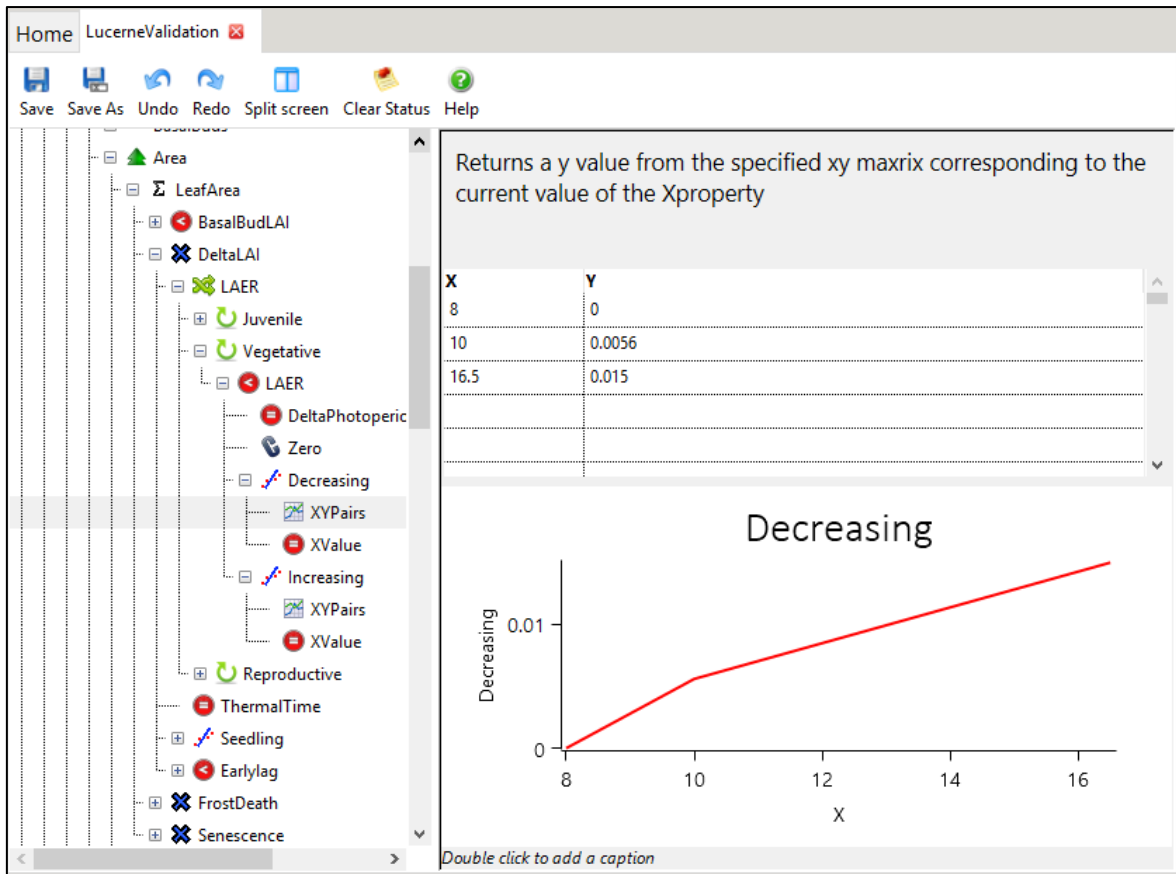 Home LucerneValidation
Save Save As Undo Redo Split screen Clear Status Help
Area
Σ LeafArea
BasalBudLAI
DeltaLAI
LAER
Juvenile
Vegetative
LAER
DeltaPhotoperic
Zero
Decreasing
XYPairs
XValue
Increasing
XYPairs
XValue
Reproductive
ThermalTime
Seedling
Earlylag
FrostDeath
Senescence
Returns a y value from the specified xy maxrix corresponding to the
current value of the Xproperty
X Y
8 0
10 0.0056
16.5 0.015
Decreasing
Decreasing
0.01
0
8 10 12 14 16
X
Double click to add a caption